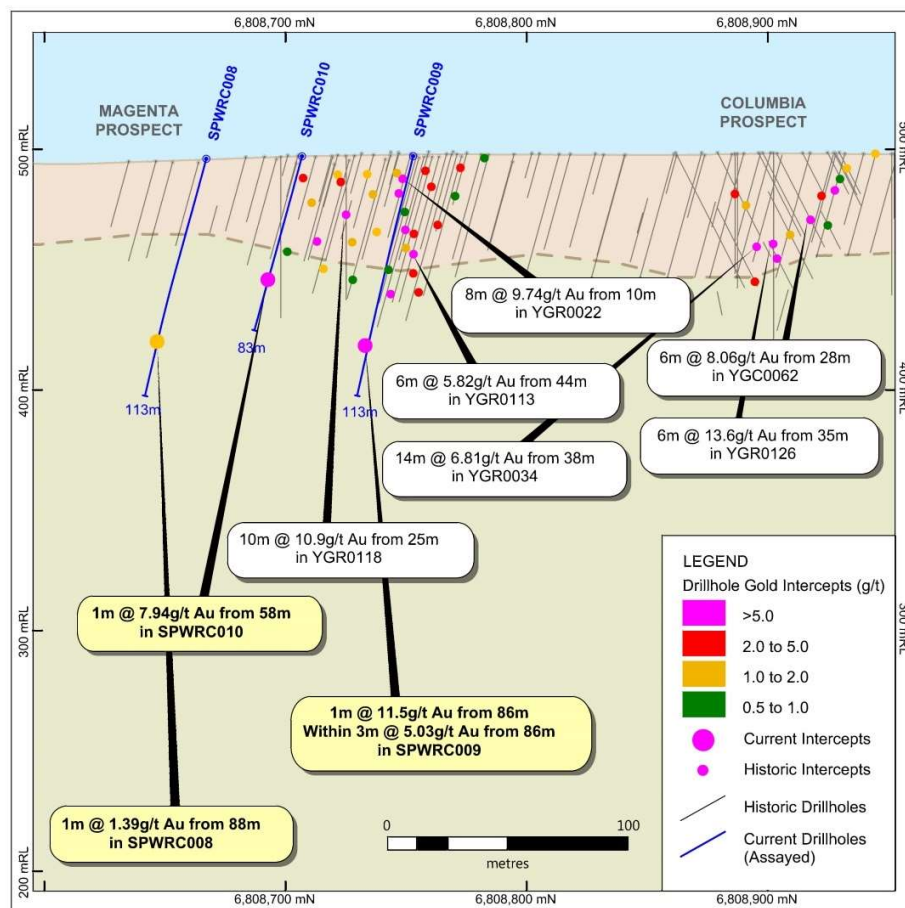 6,808,700 mN
6,808,800 mN
6,808,900 mN
MAGENTA
PROSPECT
SPWRC008
SPWRC010
SPWRC009
COLUMBIA
PROSPECT
500 mRL
500 mRL
8m @ 9.74g/t Au from 10m
in YGR0022
83m
6m @ 5.82g/t Au from 44m
in YGR0113
6m @ 8.06g/t Au from 28m
in YGC0062
400 mRL
113m
113m
400 mRL
6m @ 13.6g/t Au from 35m
in YGR0126
14m @ 6.81g/t Au from 38m
in YGR0034
10m @ 10.9g/t Au from 25m
in YGR0118
1m @ 7.94g/t Au from 58m
in SPWRC010
300 mRL
300 mRL
1m @ 11.5g/t Au from 86m
Within 3m @ 5.03g/t Au from 86m
in SPWRC009
1m @ 1.39g/t Au from 88m
in SPWRC008
200 mRL
0
100
metres
LEGEND
Drillhole Gold Intercepts (g/t)
>5.0
2.0 to 5.0
1.0 to 2.0
0.5 to 1.0
Current Intercepts
Historic Intercepts
Historic Drillholes
Current Drillholes
(Assayed)
6,808,700 mN
6,808,800 mN
6,808,900 mN